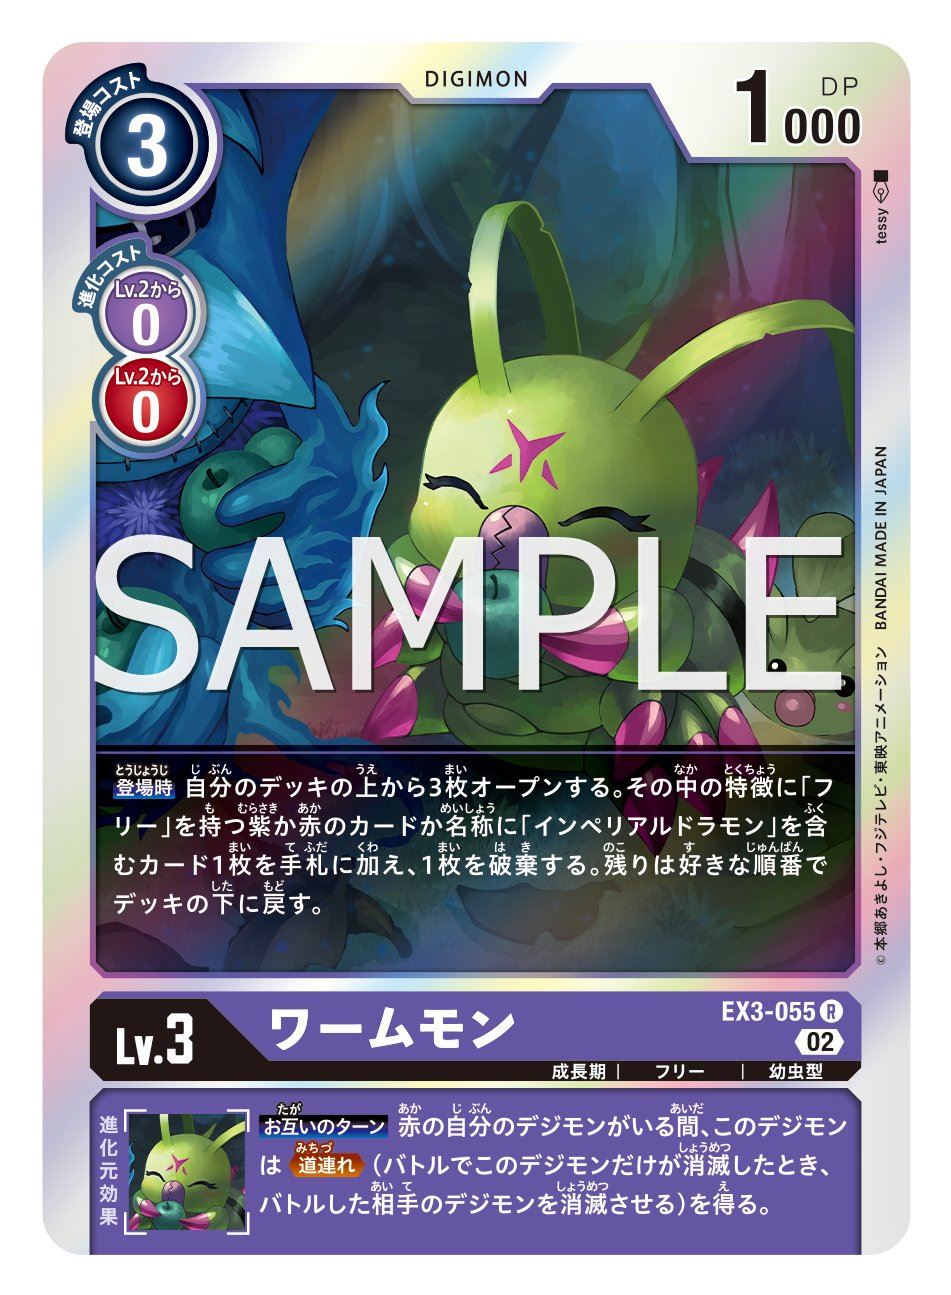 DIGIMON
登場コスト
3
1000
DP
進化コスト
Lv.2から
0
Lv.2から
0
tessy
SAMPLE
登場時 自分のデッキの上から3枚オープンする。その中の特徴に「フ
リー」を持つ紫か赤のカードか名称に「インペリアルドラモン」を含
むカード1枚を手札に加え、1枚を破棄する。残りは好きな順番で
デッキの下に戻す。
©本郷あきよし・フジテレビ・東映アニメーション BANDAI MADE IN JAPAN
Lv.3
ワームモン
EX3-055 R
02
成長期 | フリー | 幼虫型
進化元効果
お互いのターン 赤の自分のデジモンがいる間、このデジモン
は 道連れ (バトルでこのデジモンだけが消滅したとき、
バトルした相手のデジモンを消滅させる)を得る。